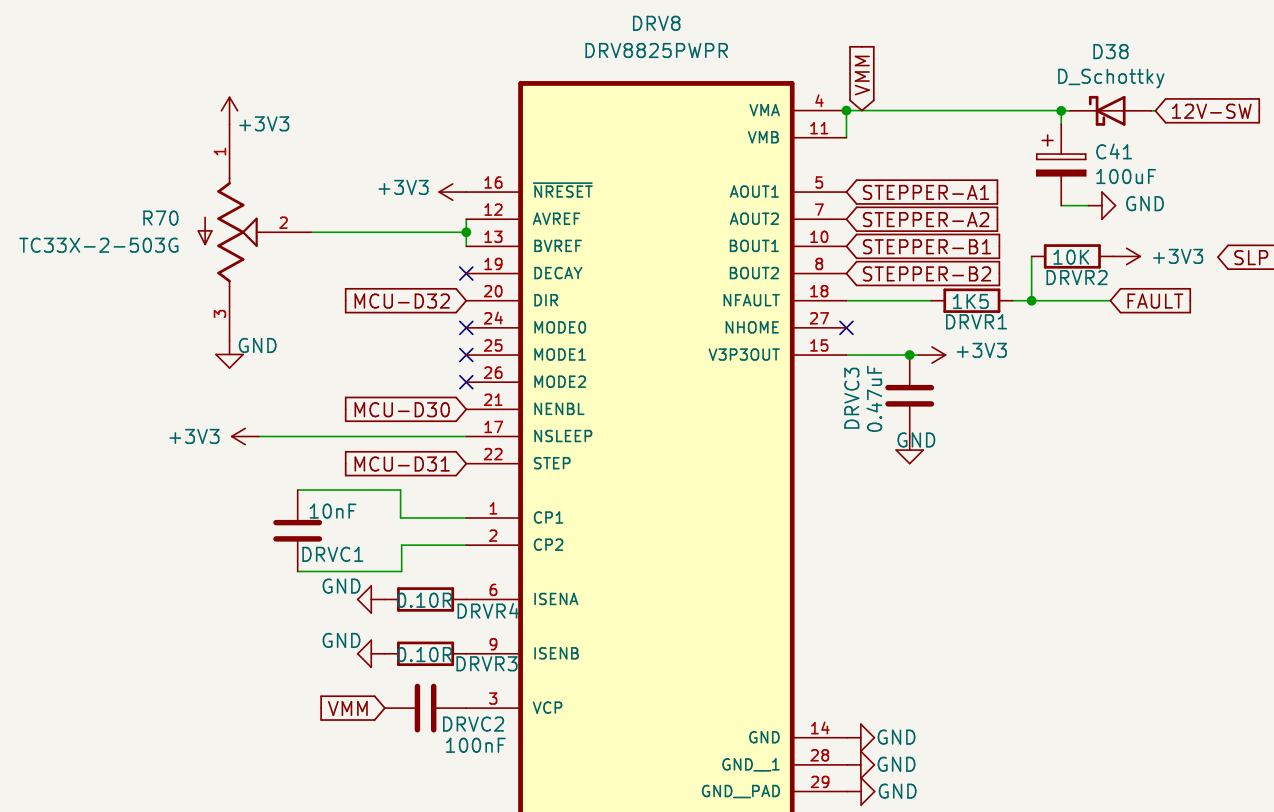 DRV8
DRV8825PWPR
D38
D_Schottky
VMM
12V-SW
+3V3
1
R70
TC33X-2-503G
2
3
GND
VMA 4
VMB 11
+
C41
100uF
GND
+3V3 16 NRESET
12 AVREF
13 BVREF
19 DECAY
MCU-D32 20 DIR
24 MODE0
25 MODE1
26 MODE2
MCU-D30 21 NENBL
+3V3 17 NSLEEP
MCU-D31 22 STEP
AOUT1 5 STEPPER-A1
AOUT2 7 STEPPER-A2
BOUT1 10 STEPPER-B1
BOUT2 8 STEPPER-B2
10K +3V3 SLP
DRVR2
NFAULT 18 1K5 FAULT
DRVR1
NHOME 27
V3P3OUT 15 +3V3
DRVC3
0.47uF
GND
10nF
DRVC1
1 CP1
2 CP2
GND
0.10R 6 ISENA
DRVR4
GND
0.10R 9 ISENB
DRVR3
VMM 3 VCP
DRVC2
100nF
GND 14 GND
GND__1 28 GND
GND__PAD 29 GND